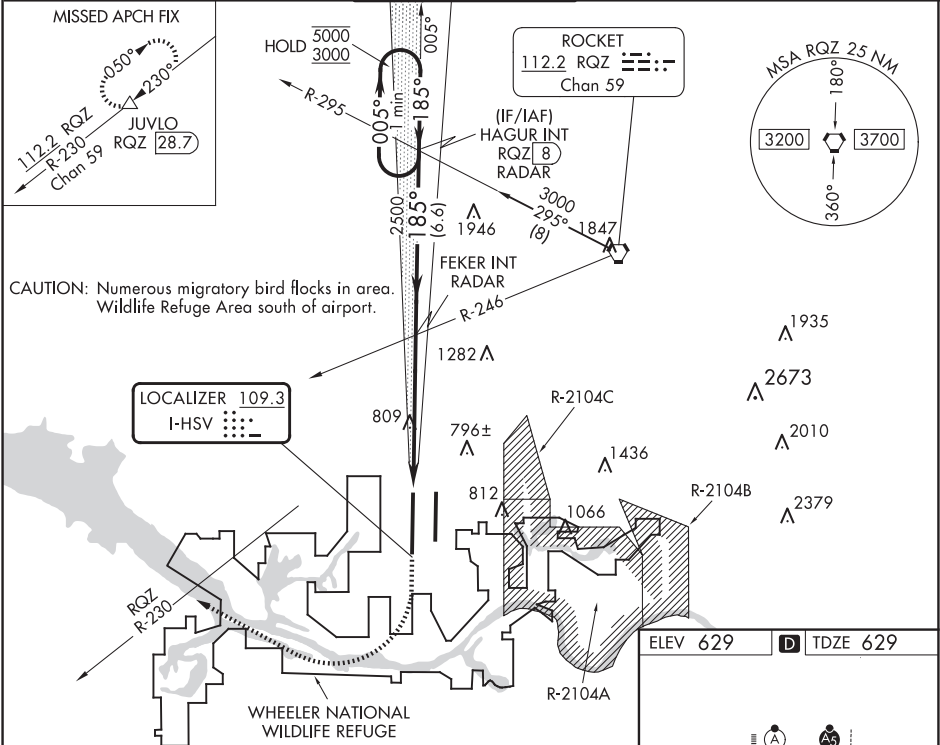 MISSED APCH FIX
050°
230°
JUVLO
RQZ 28.7
112.2 RQZ
R-230
Chan 59
HOLD 5000
3000
005°
R-295
005°
1 min
185°
ROCKET
112.2 RQZ
Chan 59
(IF/IAF)
HAGUR INT
RQZ 8
RADAR
3000
295°
(8)
2500
185°
(6.6)
1946
1847
MSA RQZ 25 NM
180°
3200
3700
360°
CAUTION: Numerous migratory bird flocks in area.
Wildlife Refuge Area south of airport.
FEKER INT
RADAR
R-246
1282
1935
2673
LOCALIZER 109.3
I-HSV
809
796±
R-2104C
1436
2010
R-2104B
812
1066
2379
RQZ
R-230
R-2104A
WHEELER NATIONAL
WILDLIFE REFUGE
ELEV 629
D
TDZE 629
A
A5